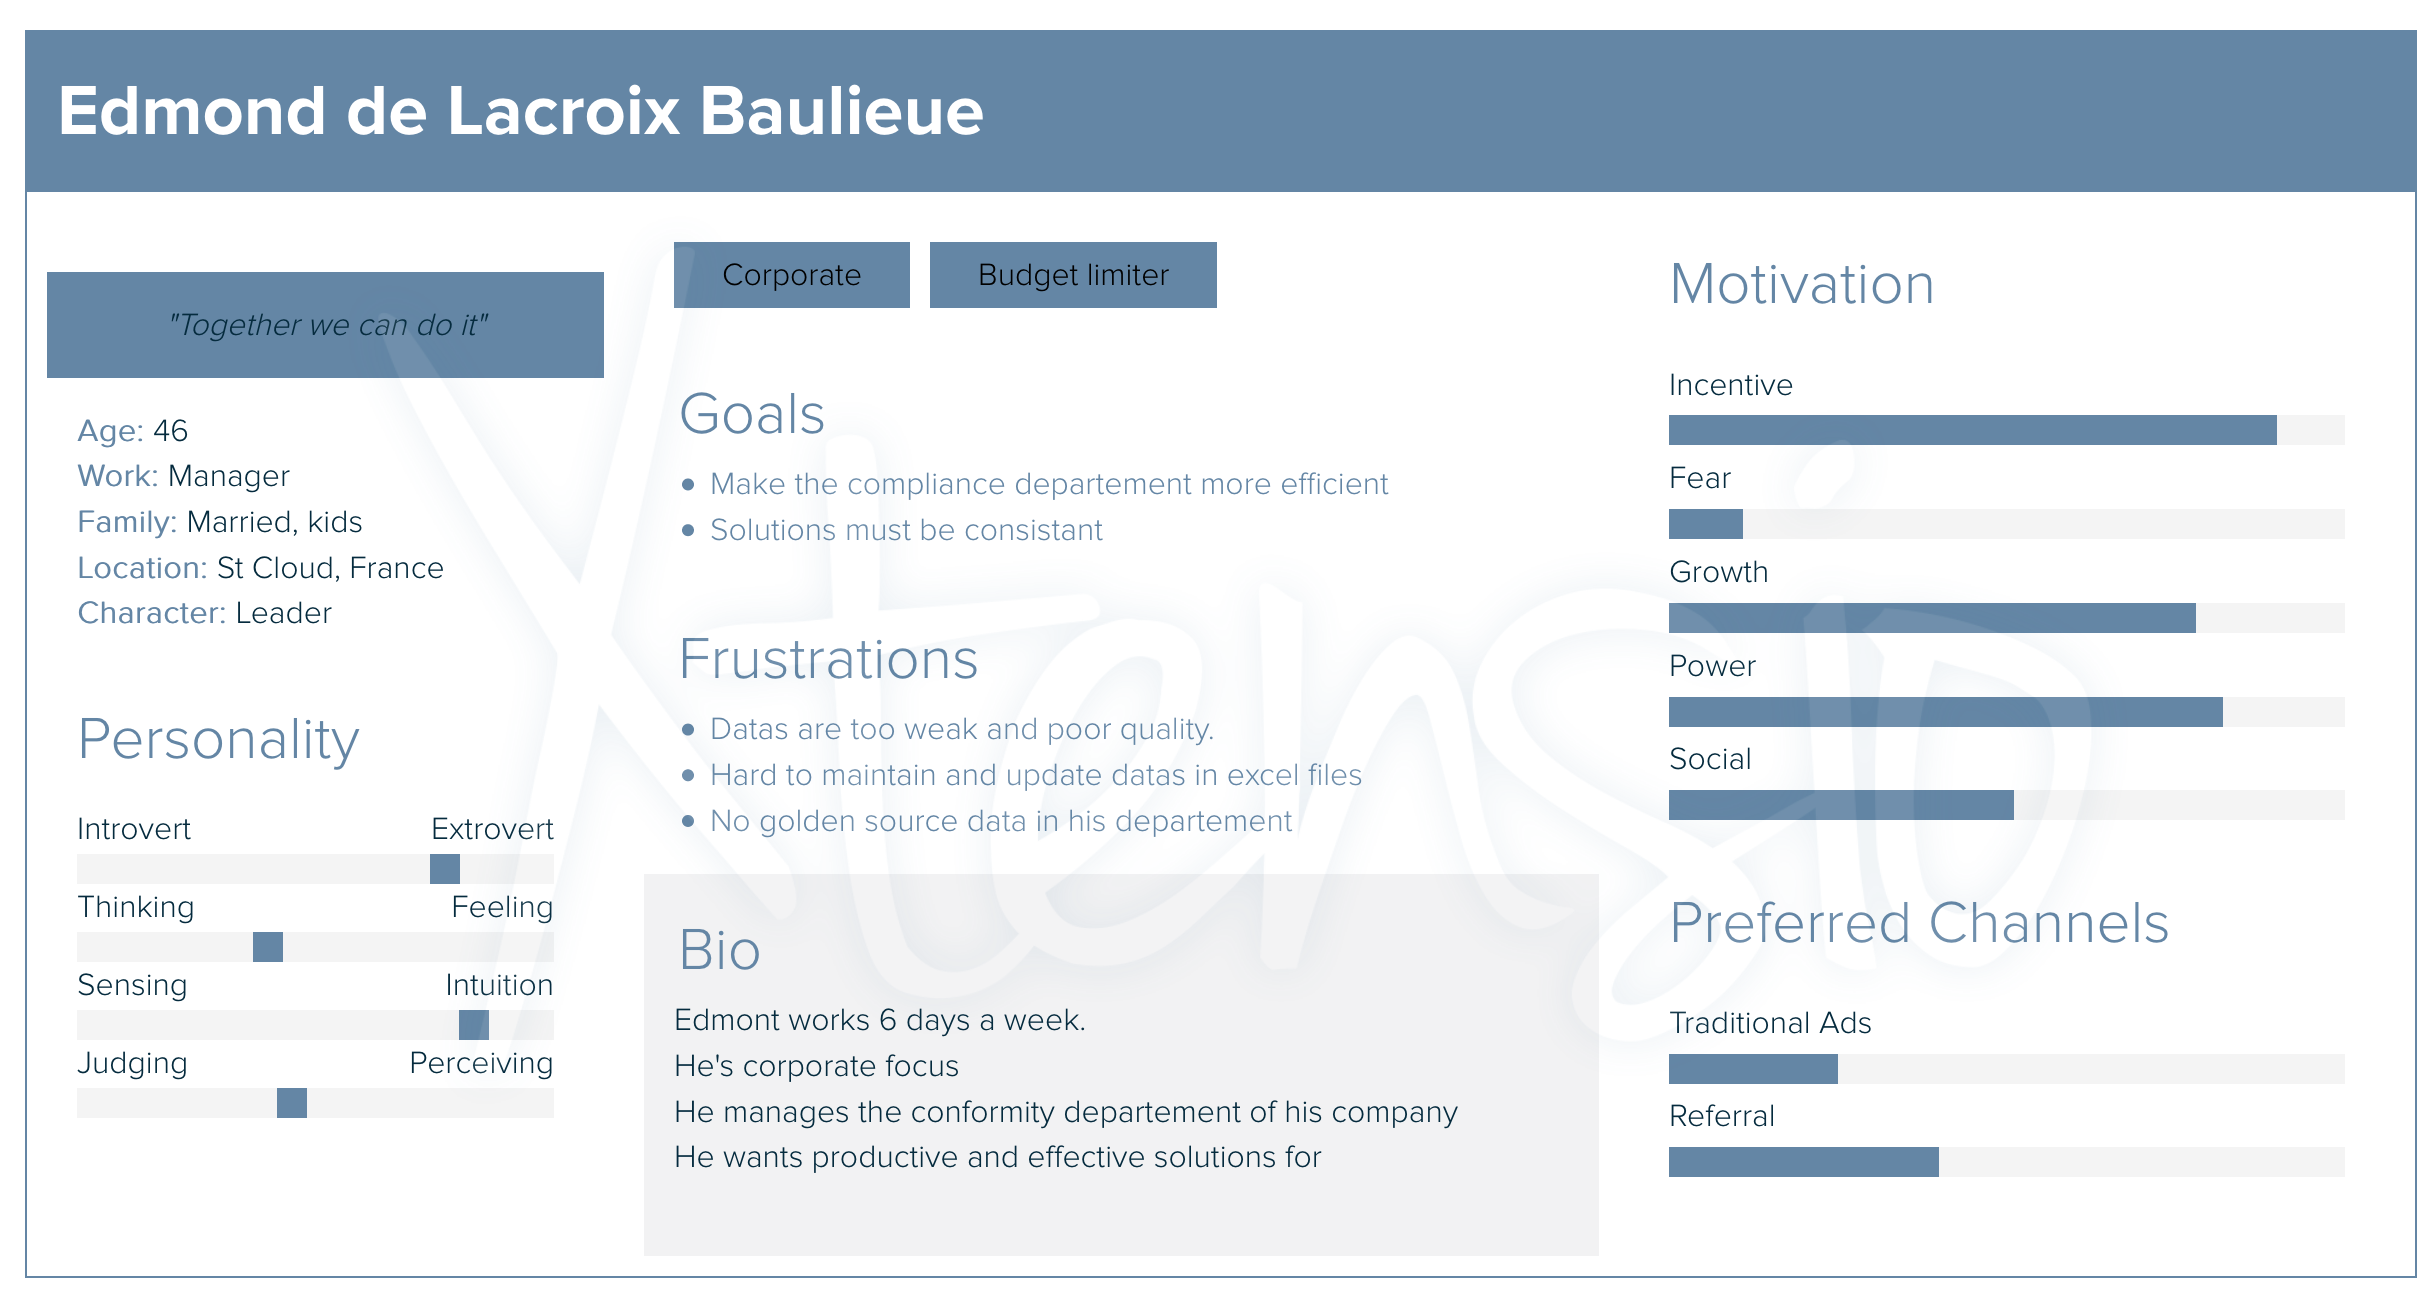 Edmond de Lacroix Baulieue
"Together we can do it"
Age: 46
Work: Manager
Family: Married, kids
Location: St Cloud, France
Character: Leader
Personality
Introvert Extrovert
Thinking Feeling
Sensing Intuition
Judging Perceiving
Corporate Budget limiter
Goals
Make the compliance departement more efficient
Solutions must be consistant
Frustrations
Datas are too weak and poor quality.
Hard to maintain and update datas in excel files
No golden source data in his departement
Bio
Edmont works 6 days a week.
He's corporate focus
He manages the conformity departement of his company
He wants productive and effective solutions for
Motivation
Incentive
Fear
Growth
Power
Social
Preferred Channels
Traditional Ads
Referral
Xtensio